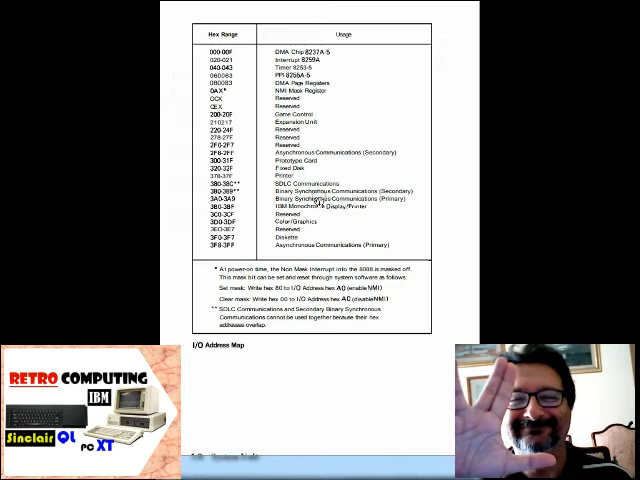 Hex Range Usage
000-00F DMA Chip 8237A-5
020-021 Interrupt 8259A
040-043 Timer 8253-5
060063 PPI 8255A-5
080083 DMA Page Registers
0AX* NMI Mask Register
0CX Reserved
0EX Reserved
200-20F Game Control
210217 Expansion Unit
220-24F Reserved
278-27F Reserved
2F0-2F7 Reserved
2F8-2FF Asynchronous Communications (Secondary)
300-31F Prototype Card
320-32F Fixed Disk
378-37F Printer
380-38C** SDLC Communications
380-389** Binary Synchronous Communications (Secondary)
3A0-3A9 Binary Synchronous Communications (Primary)
3B0-3BF IBM Monochrome Display/Printer
3C0-3CF Reserved
3D0-3DF Color/Graphics
3E0-3E7 Reserved
3F0-3F7 Diskette
3F8-3FF Asynchronous Communications (Primary)
* At power-on time, the Non Mask Interrupt into the 8088 is masked off.
This mask bit can be set and reset through system software as follows:
Set mask: Write hex 80 to I/O Address hex A0 (enable NMI)
Clear mask: Write hex 00 to I/O Address hex A0 (disable NMI)
** SDLC Communications and Secondary Binary Synchronous
Communications cannot be used together because their hex
addresses overlap.
I/O Address Map
RETRO COMPUTING
IBM
Sinclair QL
PC XT